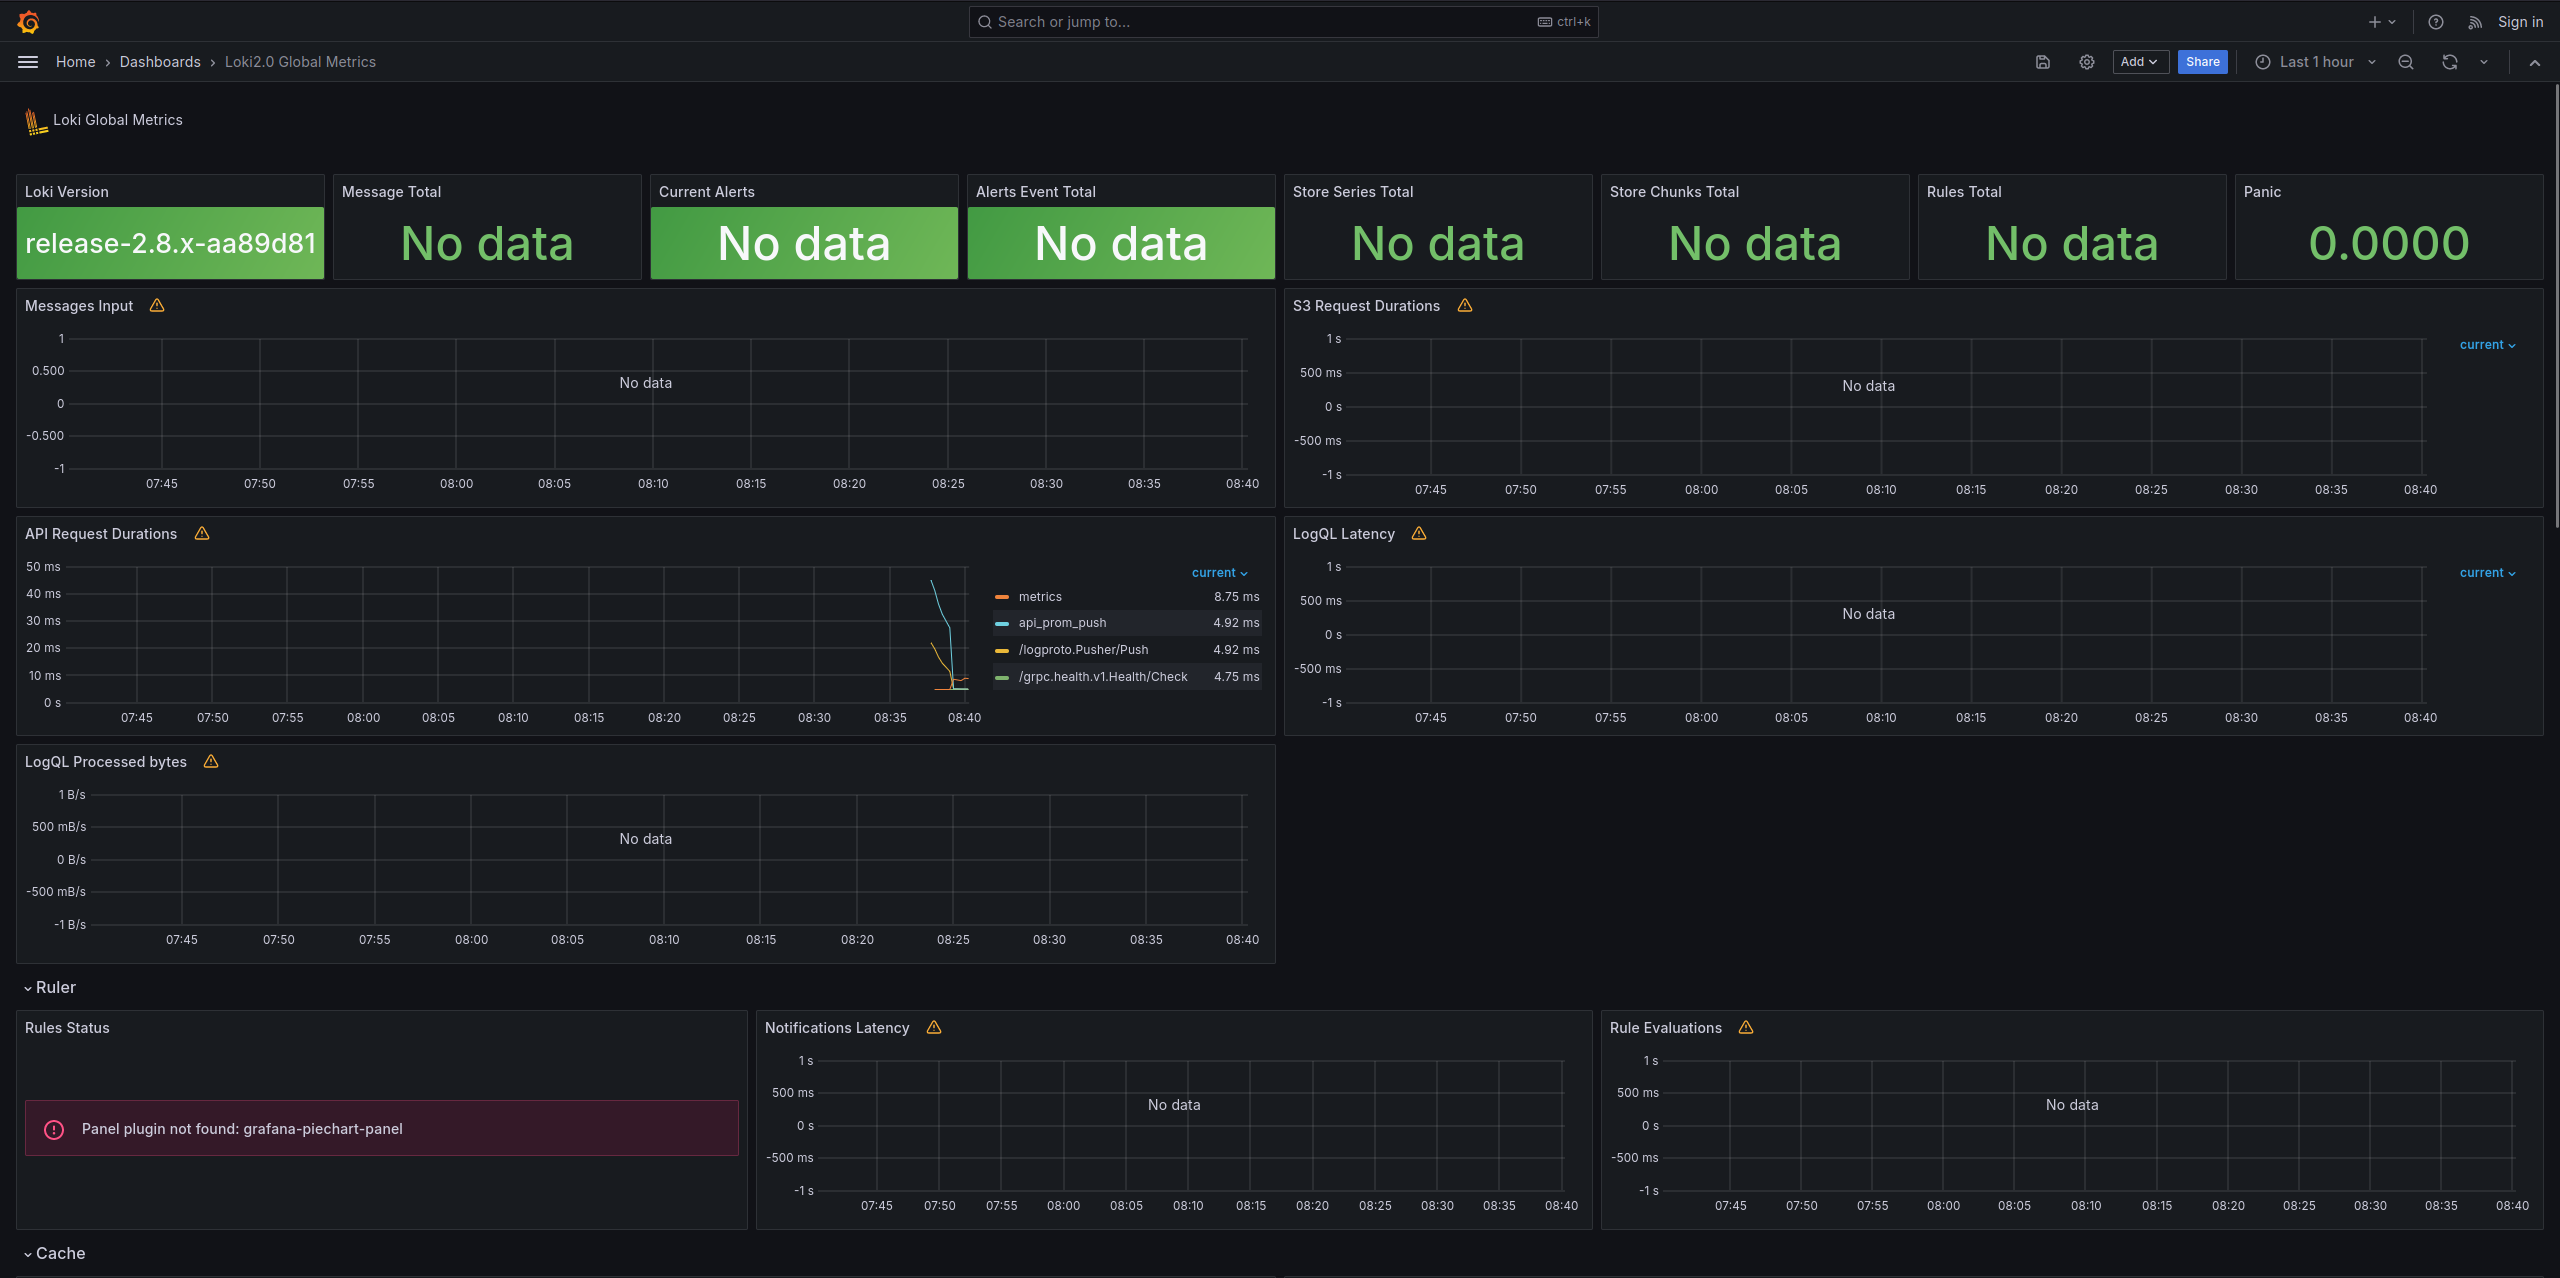 Search or jump to... ctrl+k Sign in
Home › Dashboards › Loki2.0 Global Metrics Add Share Last 1 hour
Loki Global Metrics
Loki Version
release-2.8.x-aa89d81
Message Total
No data
Current Alerts
No data
Alerts Event Total
No data
Store Series Total
No data
Store Chunks Total
No data
Rules Total
No data
Panic
0.0000
Messages Input
1
0.500
0
-0.500
-1
No data
07:45 07:50 07:55 08:00 08:05 08:10 08:15 08:20 08:25 08:30 08:35 08:40
S3 Request Durations
1 s
500 ms
0 s
-500 ms
-1 s
No data
07:45 07:50 07:55 08:00 08:05 08:10 08:15 08:20 08:25 08:30 08:35 08:40
current
API Request Durations
50 ms
40 ms
30 ms
20 ms
10 ms
0 s
07:45 07:50 07:55 08:00 08:05 08:10 08:15 08:20 08:25 08:30 08:35 08:40
current
metrics 8.75 ms
api_prom_push 4.92 ms
/logproto.Pusher/Push 4.92 ms
/grpc.health.v1.Health/Check 4.75 ms
LogQL Latency
1 s
500 ms
0 s
-500 ms
-1 s
No data
07:45 07:50 07:55 08:00 08:05 08:10 08:15 08:20 08:25 08:30 08:35 08:40
current
LogQL Processed bytes
1 B/s
500 mB/s
0 B/s
-500 mB/s
-1 B/s
No data
07:45 07:50 07:55 08:00 08:05 08:10 08:15 08:20 08:25 08:30 08:35 08:40
Ruler
Rules Status
Panel plugin not found: grafana-piechart-panel
Notifications Latency
1 s
500 ms
0 s
-500 ms
-1 s
No data
07:45 07:50 07:55 08:00 08:05 08:10 08:15 08:20 08:25 08:30 08:35 08:40
Rule Evaluations
1 s
500 ms
0 s
-500 ms
-1 s
No data
07:45 07:50 07:55 08:00 08:05 08:10 08:15 08:20 08:25 08:30 08:35 08:40
Cache